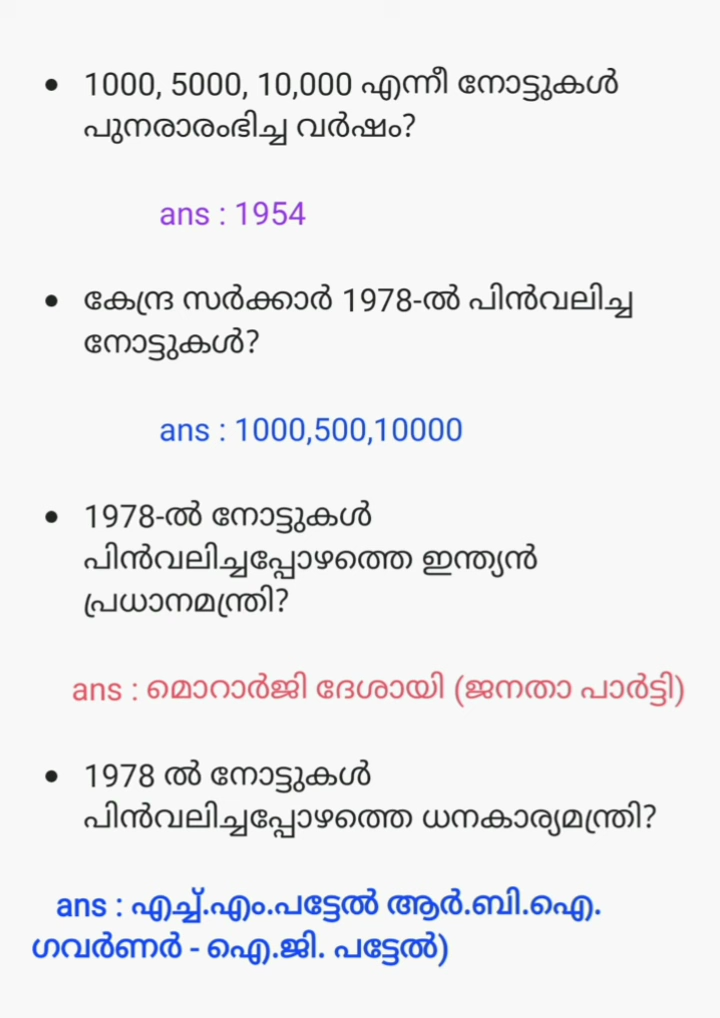 • 1000, 5000, 10,000 എന്നീ നോട്ടുകൾ
പുനരാരംഭിച്ച വർഷം?
ans : 1954
• കേന്ദ്ര സർക്കാർ 1978-ൽ പിൻവലിച്ച
നോട്ടുകൾ?
ans : 1000,500,10000
• 1978-ൽ നോട്ടുകൾ
പിൻവലിച്ചപ്പോഴത്തെ ഇന്ത്യൻ
പ്രധാനമന്ത്രി?
ans : മൊറാർജി ദേശായി (ജനതാ പാർട്ടി)
• 1978 ൽ നോട്ടുകൾ
പിൻവലിച്ചപ്പോഴത്തെ ധനകാര്യമന്ത്രി?
ans : എച്ച്.എം.പട്ടേൽ ആർ.ബി.ഐ.
ഗവർണർ - ഐ.ജി. പട്ടേൽ)